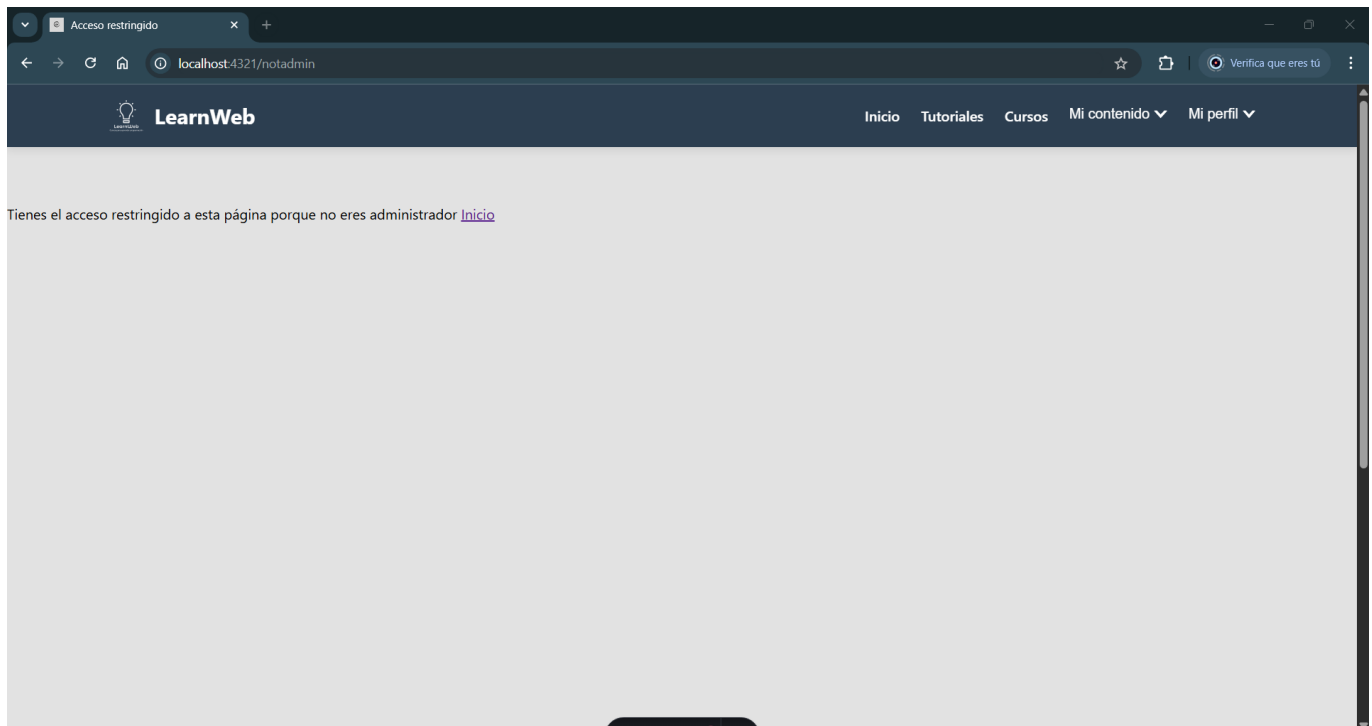 Acceso restringido
localhost:4321/notadmin
Verifica que eres tú
LearnWeb
LearnWeb
Inicio Tutoriales Cursos Mi contenido Mi perfil
Tienes el acceso restringido a esta página porque no eres administrador Inicio